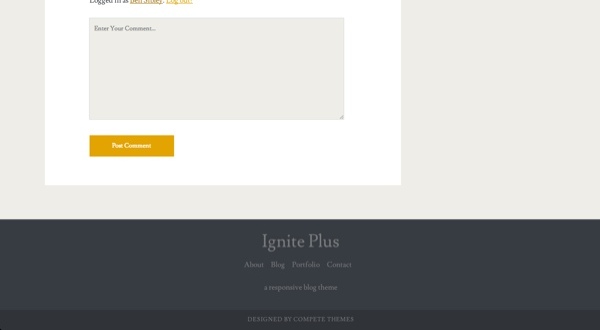 Logged in as Ben Sibley. Log out?
Enter Your Comment...
Post Comment
Ignite Plus
About Blog Portfolio Contact
a responsive blog theme
DESIGNED BY COMPETE THEMES